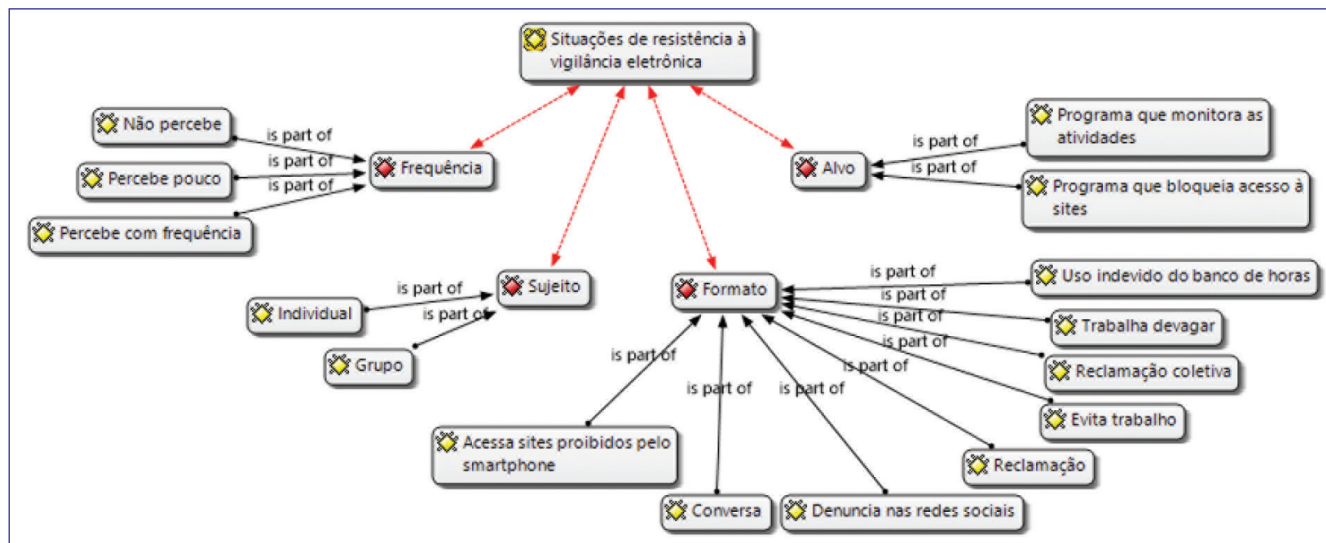 Situações de resistência à
vigilância eletrônica
Não percebe
is part of
Percebe pouco
is part of
Percebe com frequência
is part of
Frequência
Alvo
is part of
Programa que monitora as
atividades
is part of
Programa que bloqueia acesso à
sites
Individual
is part of
Grupo
is part of
Sujeito
Formato
is part of
Uso indevido do banco de horas
is part of
Trabalha devagar
is part of
Reclamação coletiva
is part of
Evita trabalho
is part of
Reclamação
is part of
Acessa sites proibidos pelo
smartphone
is part of
Conversa
is part of
Denuncia nas redes sociais